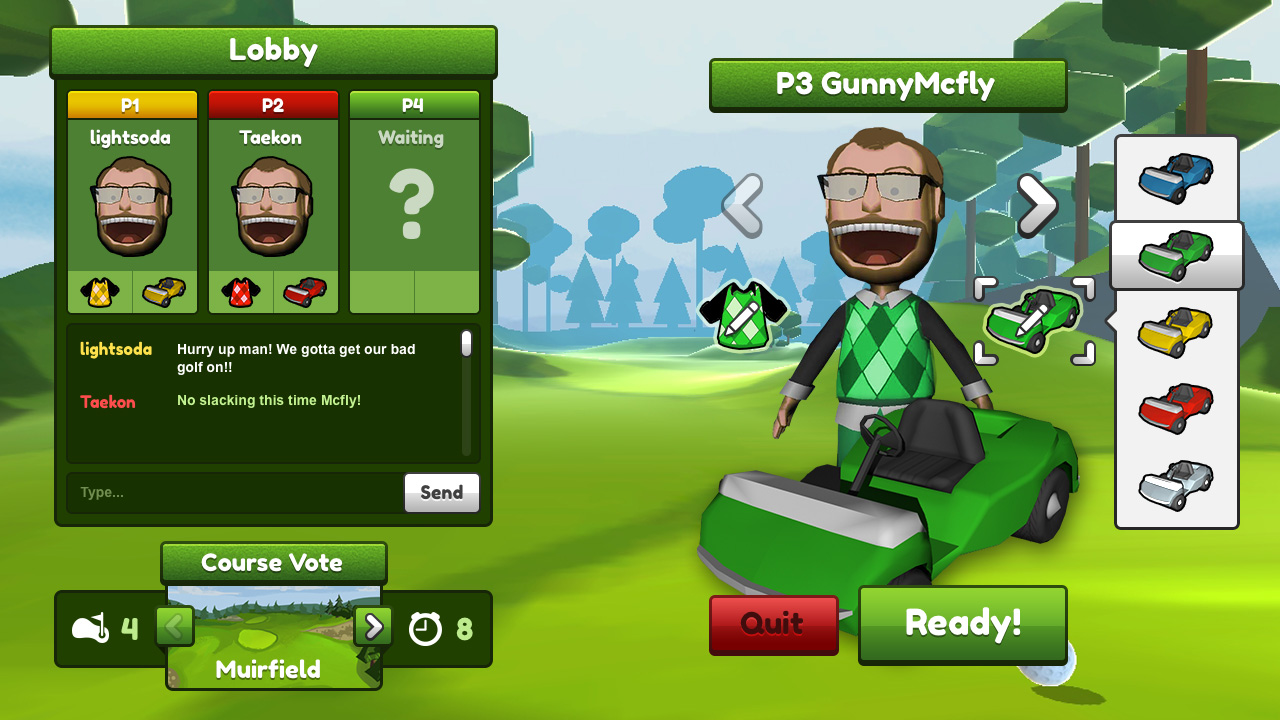 Lobby
P1
lightsoda
P2
Taekon
P4
Waiting
?
lightsoda
Hurry up man! We gotta get our bad
golf on!!
Taekon
No slacking this time Mcfly!
Type...
Send
Course Vote
4
Muirfield
8
P3 GunnyMcfly
Quit
Ready!